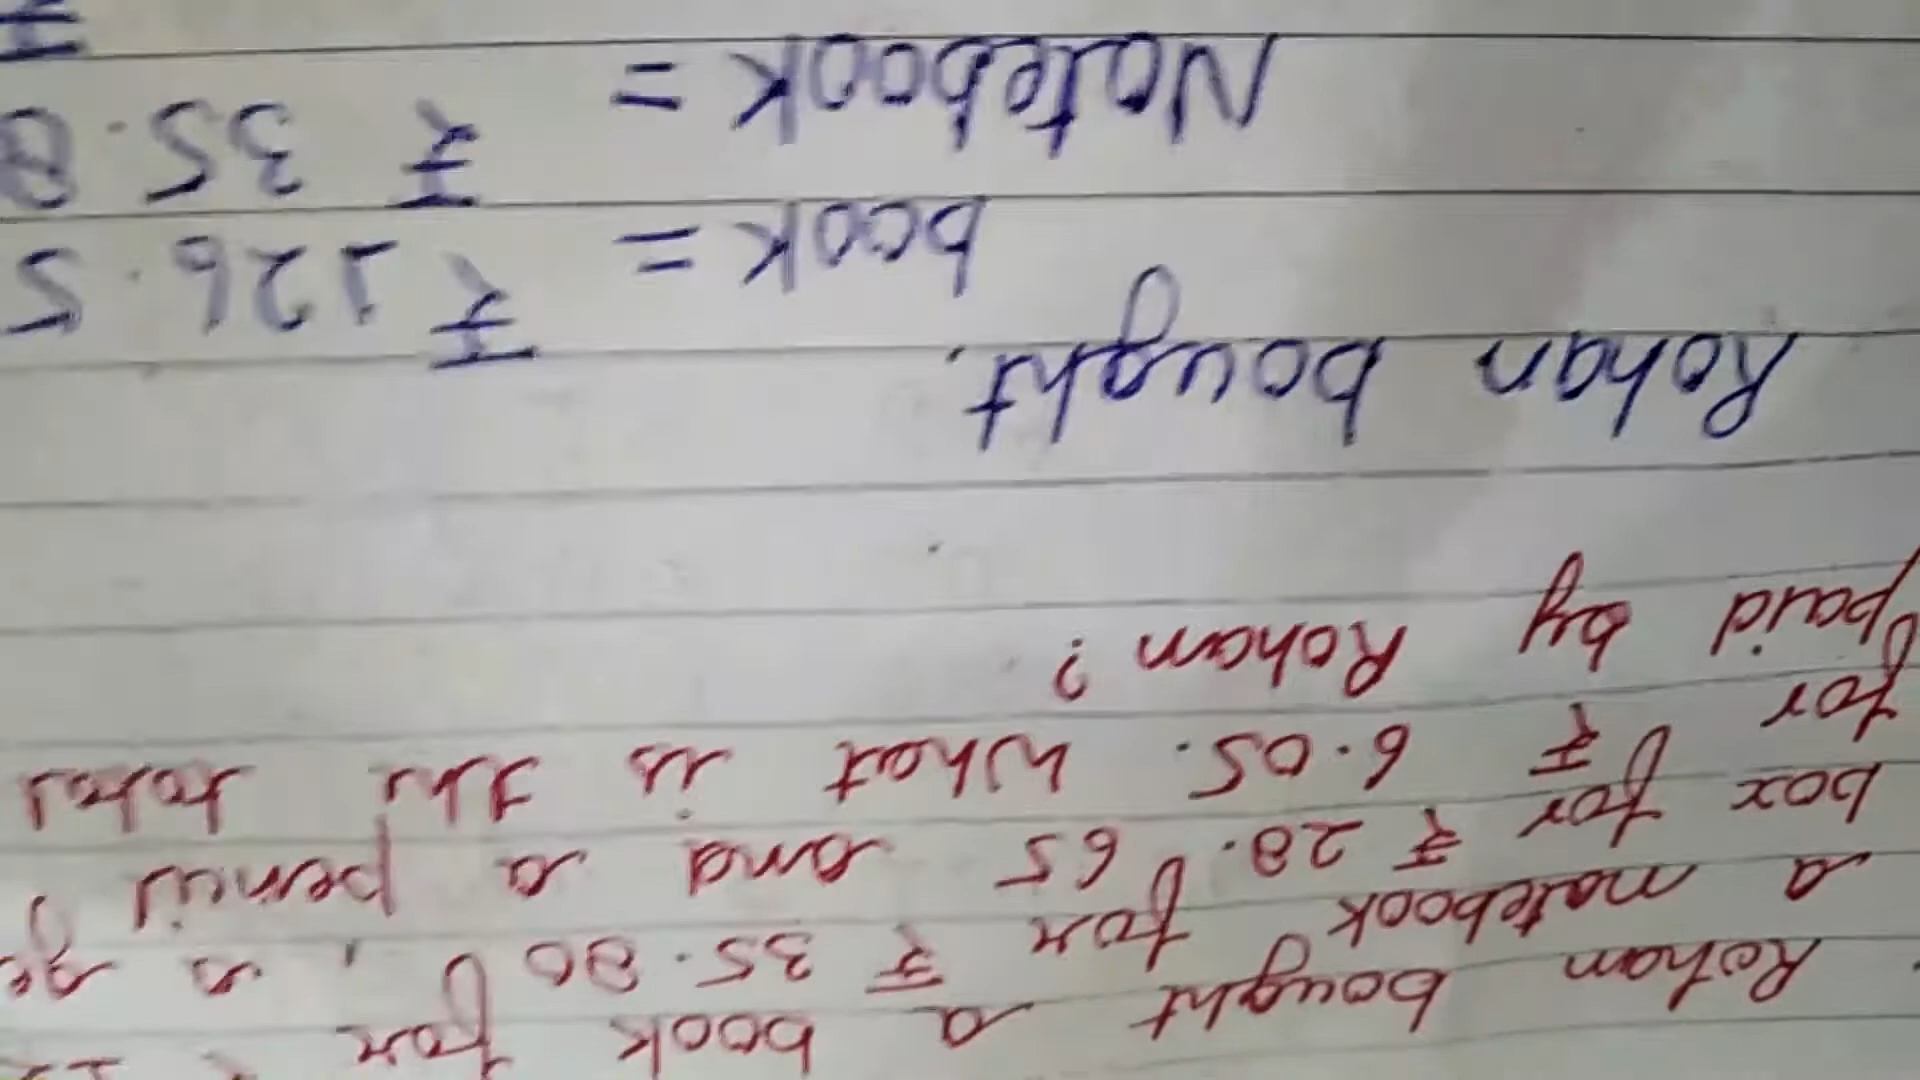 Rohan bought a book for ₹
a notebook for ₹ 35.80, a
box for ₹ 28.65 and a pencil
for ₹ 6.05. What is the total
paid by Rohan?
Rohan bought.
book = ₹ 126.5
Notebook = ₹ 35.8